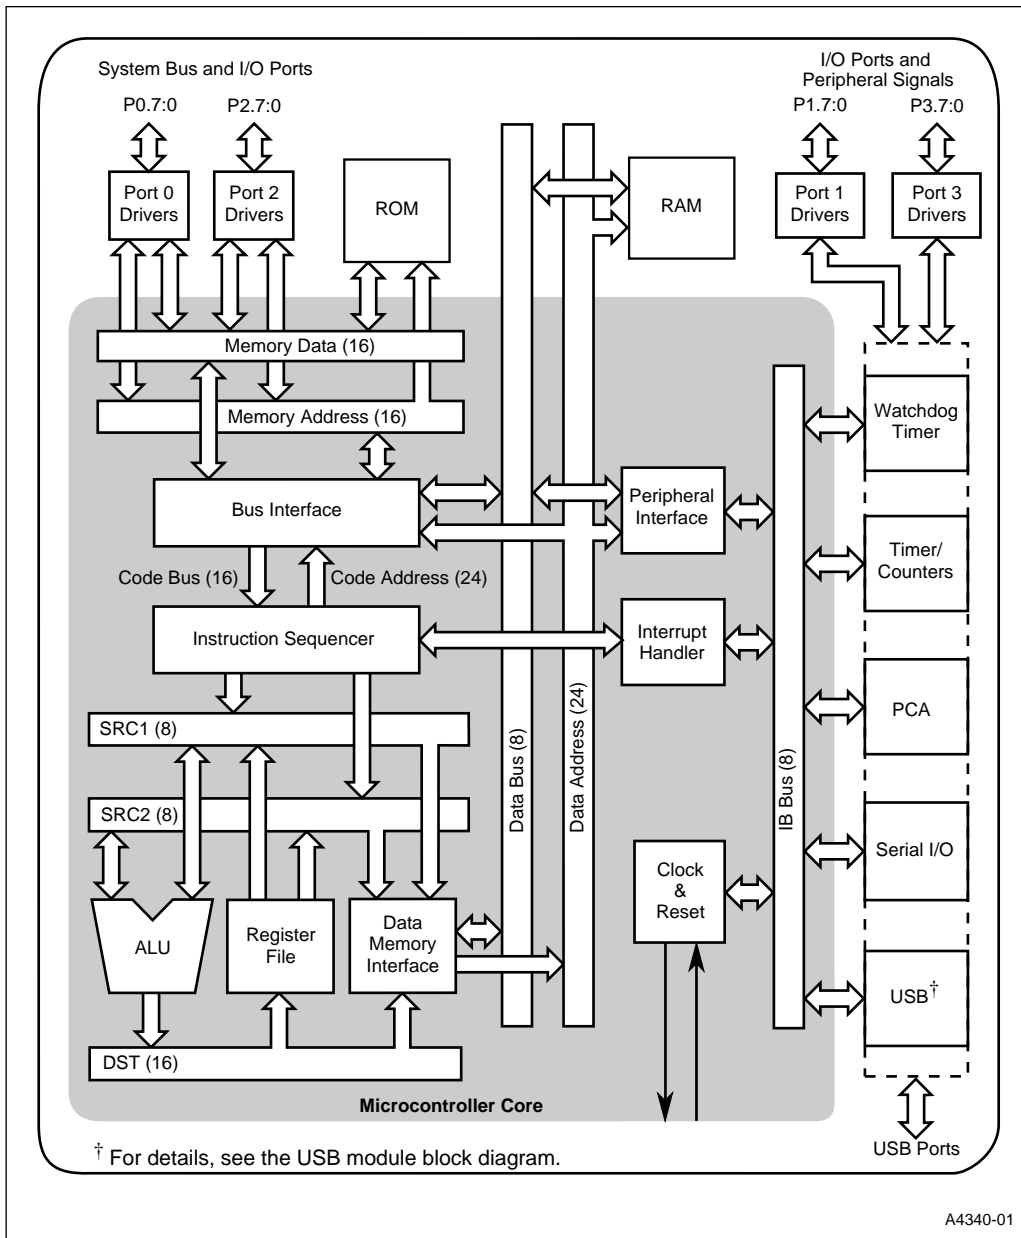 System Bus and I/O Ports
I/O Ports and
Peripheral Signals
P0.7:0
P2.7:0
P1.7:0
P3.7:0
Port 0
Drivers
Port 2
Drivers
ROM
RAM
Port 1
Drivers
Port 3
Drivers
Memory Data (16)
Memory Address (16)
Bus Interface
Peripheral
Interface
Watchdog
Timer
Code Bus (16)
Code Address (24)
Timer/
Counters
Instruction Sequencer
Interrupt
Handler
SRC1 (8)
SRC2 (8)
Data Bus (8)
Data Address (24)
IB Bus (8)
PCA
Serial I/O
Clock
&
Reset
ALU
Register
File
Data
Memory
Interface
USB†
DST (16)
Microcontroller Core
USB Ports
† For details, see the USB module block diagram.
A4340-01